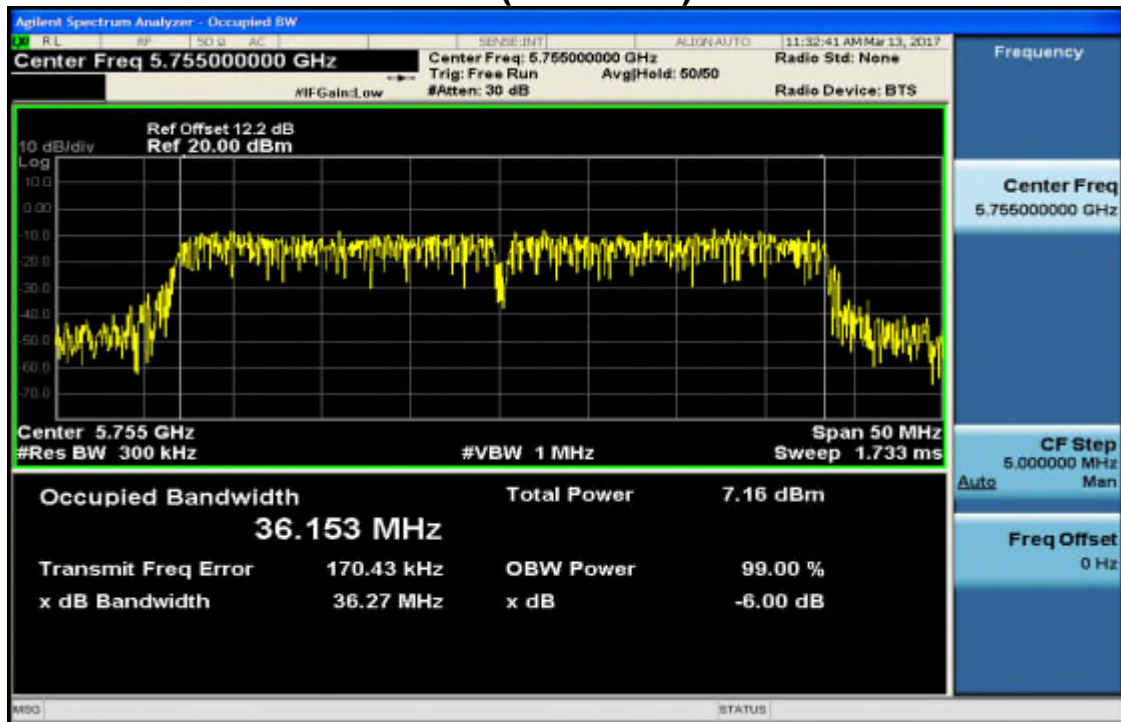 Agilent Spectrum Analyzer - Occupied BW
RL RF 50 Ω AC SENSE:INT ALIGN AUTO 11:32:41 AM Mar 13, 2017
Center Freq 5.755000000 GHz
Center Freq: 5.755000000 GHz
Radio Std: None
Trig: Free Run Avg|Hold: 50/50
#IFGain:Low
#Atten: 30 dB
Radio Device: BTS
Ref Offset 12.2 dB
10 dB/div Ref 20.00 dBm
Log
10.0
0.00
-10.0
-20.0
-30.0
-40.0
-50.0
-60.0
-70.0
Center 5.755 GHz Span 50 MHz
#Res BW 300 kHz #VBW 1 MHz Sweep 1.733 ms
Occupied Bandwidth Total Power 7.16 dBm
36.153 MHz
Transmit Freq Error 170.43 kHz OBW Power 99.00 %
x dB Bandwidth 36.27 MHz x dB -6.00 dB
MSG STATUS
Frequency
Center Freq
5.755000000 GHz
CF Step
5.000000 MHz
Auto Man
Freq Offset
0 Hz